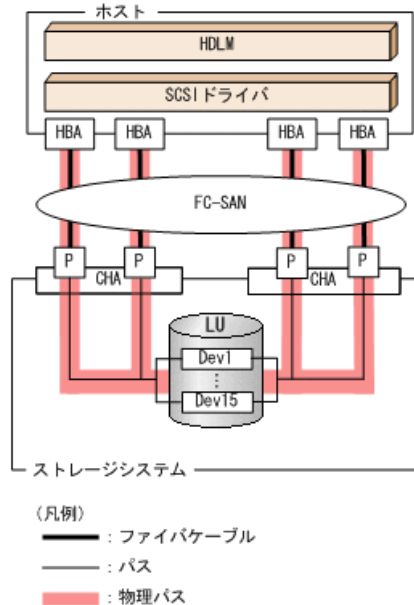 ホスト
HDLM
SCSIドライバ
HBA HBA HBA HBA
FC-SAN
P P P P
CHA CHA
LU
Dev1
⋮
Dev15
ストレージシステム
(凡例)
: ファイバケーブル
: パス
: 物理パス